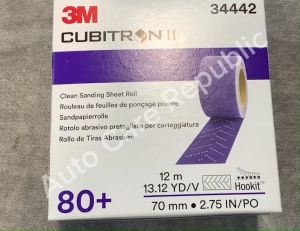 3M
34442
CUBITRON II
Clean Sanding Sheet Roll
Rouleau de feuilles de ponçage propre
Sandpapierrolle
Rotolo abrasivo pretagliato per carteggiatura
Rollo de Tiras Abrasivas
Auto Care Republic
12 m
13.12 YD/V
Hookit™
80+
70 mm • 2.75 IN/PO